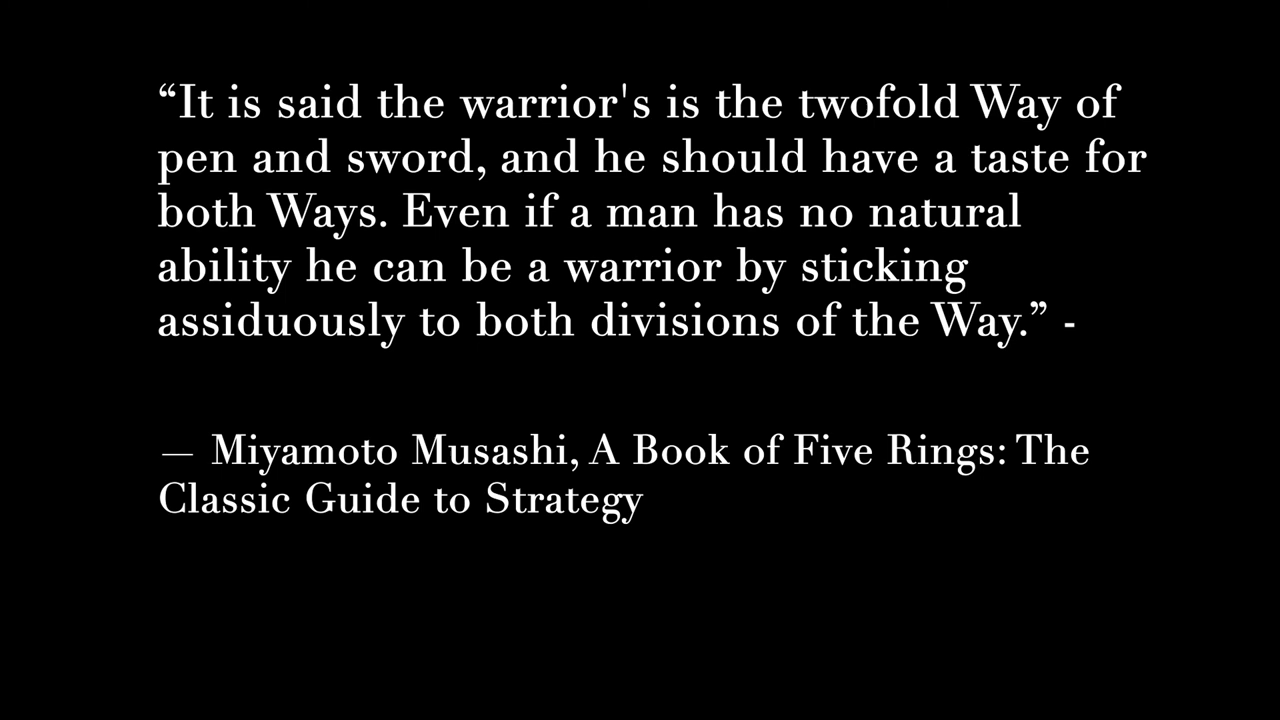 “It is said the warrior's is the twofold Way of
pen and sword, and he should have a taste for
both Ways. Even if a man has no natural
ability he can be a warrior by sticking
assiduously to both divisions of the Way.” -
— Miyamoto Musashi, A Book of Five Rings: The
Classic Guide to Strategy